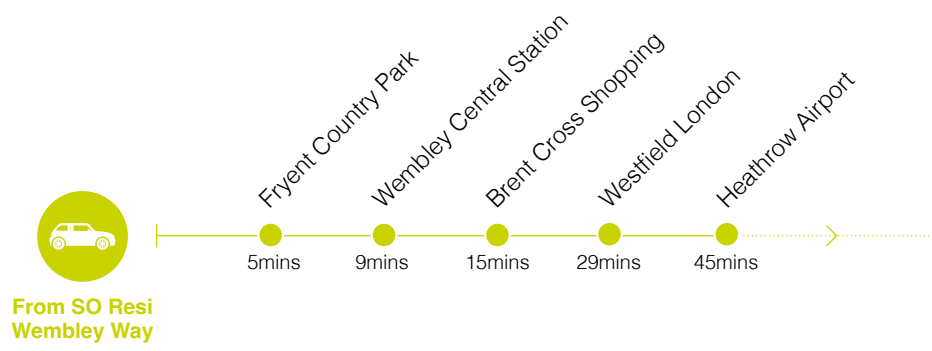 Fryent Country Park
Wembley Central Station
Brent Cross Shopping
Westfield London
Heathrow Airport
5mins
9mins
15mins
29mins
45mins
From SO Resi
Wembley Way